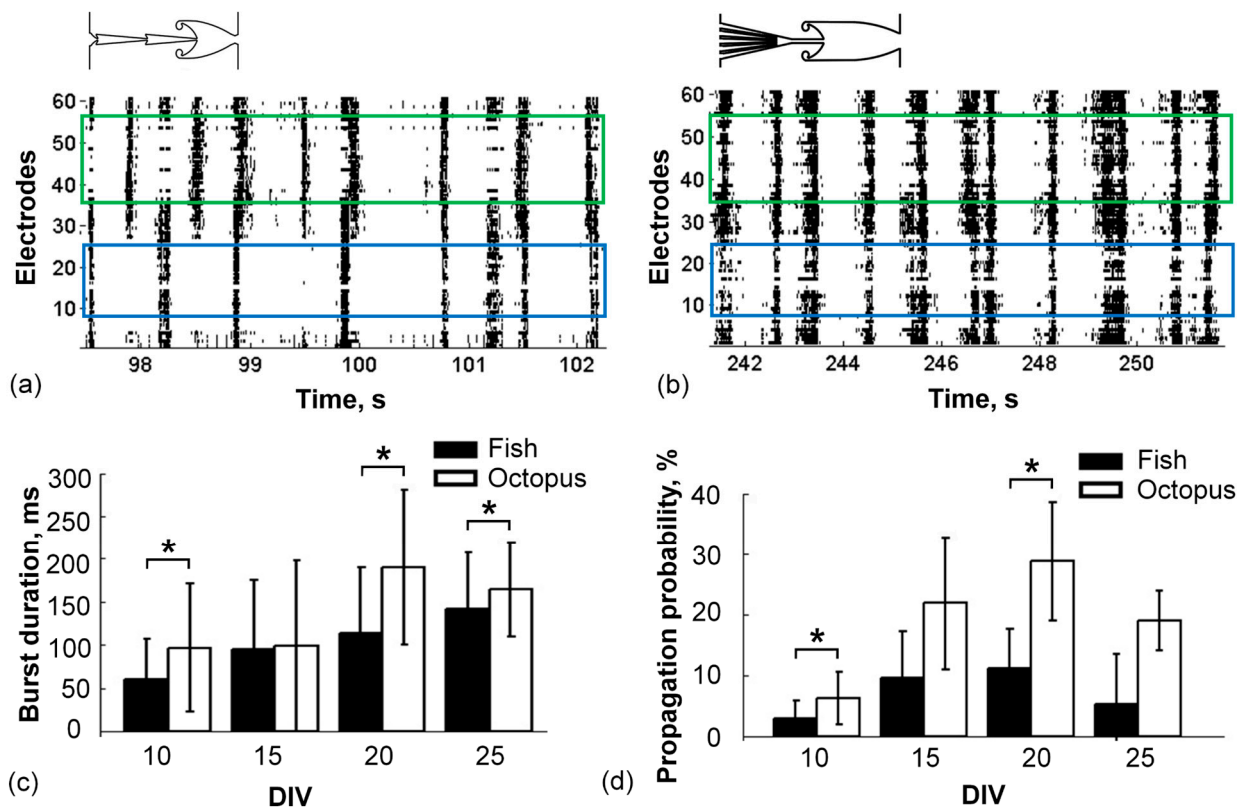 60
50
40
30
20
10
Electrodes
98 99 100 101 102
Time, s
(a)
60
50
40
30
20
10
Electrodes
242 244 246 248 250
Time, s
(b)
Fish
Octopus
*
*
*
300
250
200
150
100
50
0
Burst duration, ms
10 15 20 25
DIV
(c)
Fish
Octopus
*
*
40
30
20
10
0
Propagation probability, %
10 15 20 25
DIV
(d)